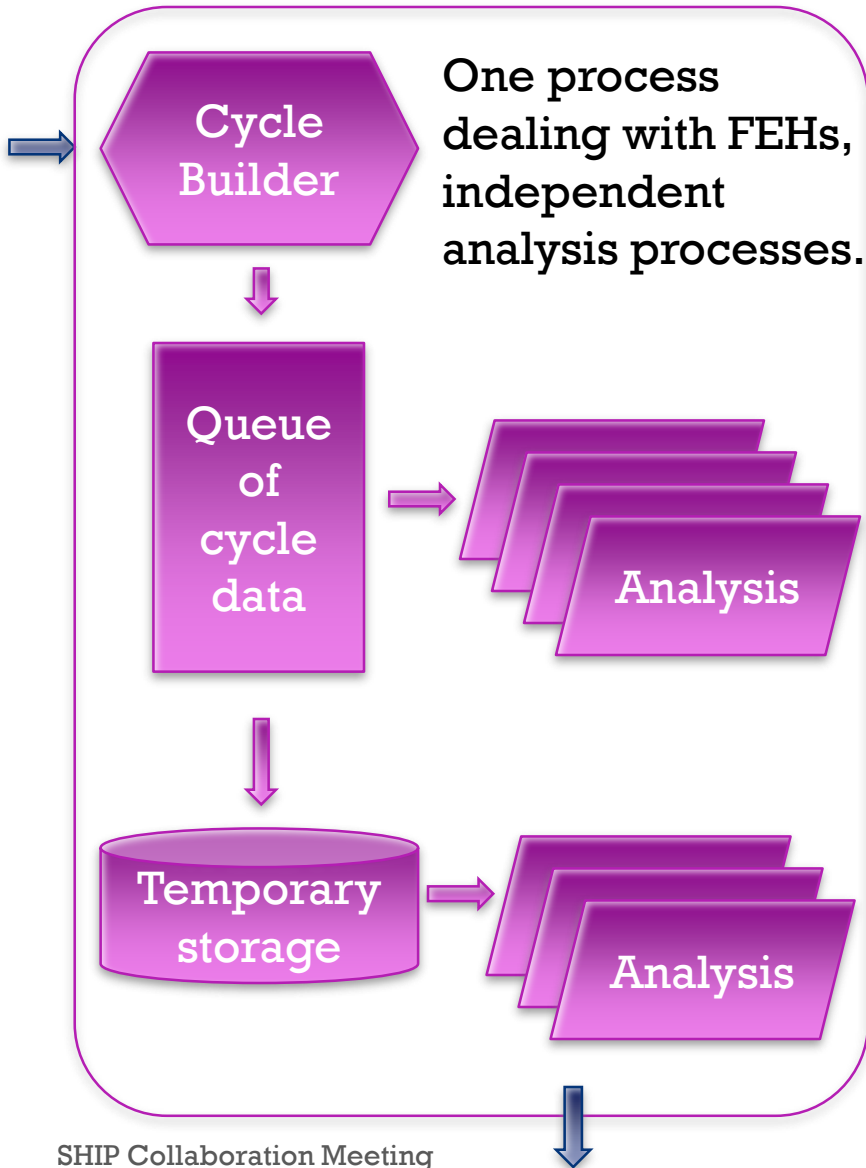 Cycle
Builder
One process
dealing with FEHs,
independent
analysis processes.
Queue
of
cycle
data
Analysis
Temporary
storage
Analysis
SHIP Collaboration Meeting